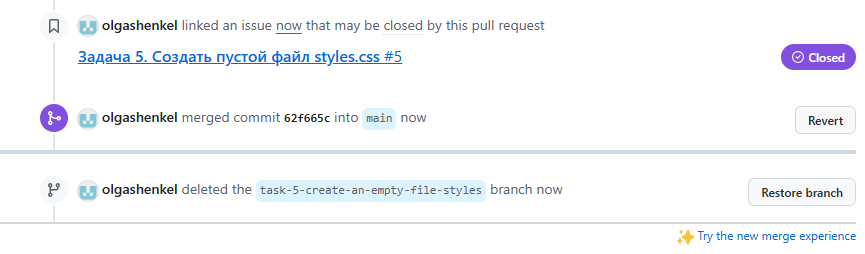 olgashenkel linked an issue now that may be closed by this pull request
Задача 5. Создать пустой файл styles.css #5
Closed
olgashenkel merged commit 62f665c into main now
Revert
olgashenkel deleted the task-5-create-an-empty-file-styles branch now
Restore branch
Try the new merge experience